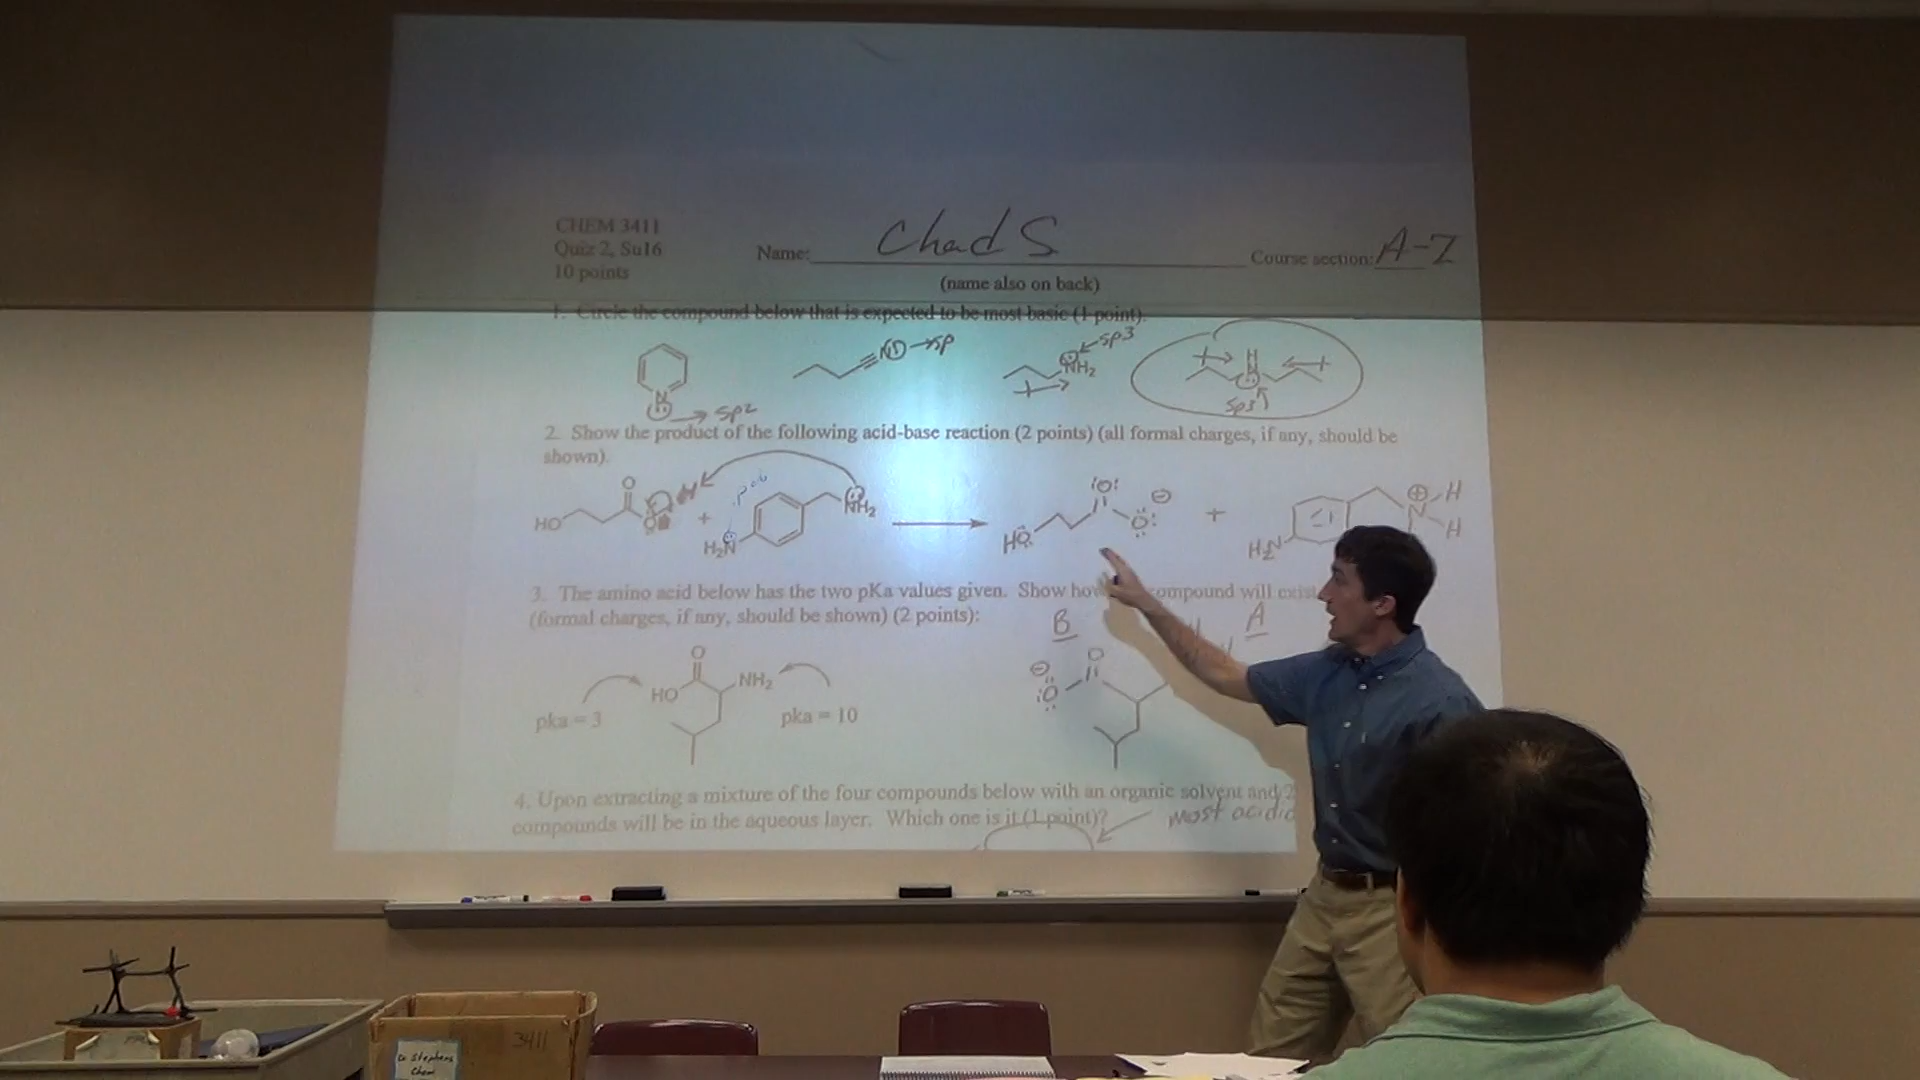 CHEM 3411
Quiz 2, Su16
10 points
Name: Chad S
Course section: A-Z
(name also on back)
1. Circle the compound below that is expected to be most basic (1 point).
N → sp2
N → sp
NH2 sp3
H
N
sp3
2. Show the product of the following acid-base reaction (2 points) (all formal charges, if any, should be
shown).
HO O O H + H2N NH2
HO O O ⊖ + H2N N ⊕ H H
3. The amino acid below has the two pKa values given. Show how compound will exist
(formal charges, if any, should be shown) (2 points):
B A
pka = 3 HO O NH2 pka = 10
⊖ O O
4. Upon extracting a mixture of the four compounds below with an organic solvent and
compounds will be in the aqueous layer. Which one is it (1 point)? most acidic
3411
Dr Stephens
Chem